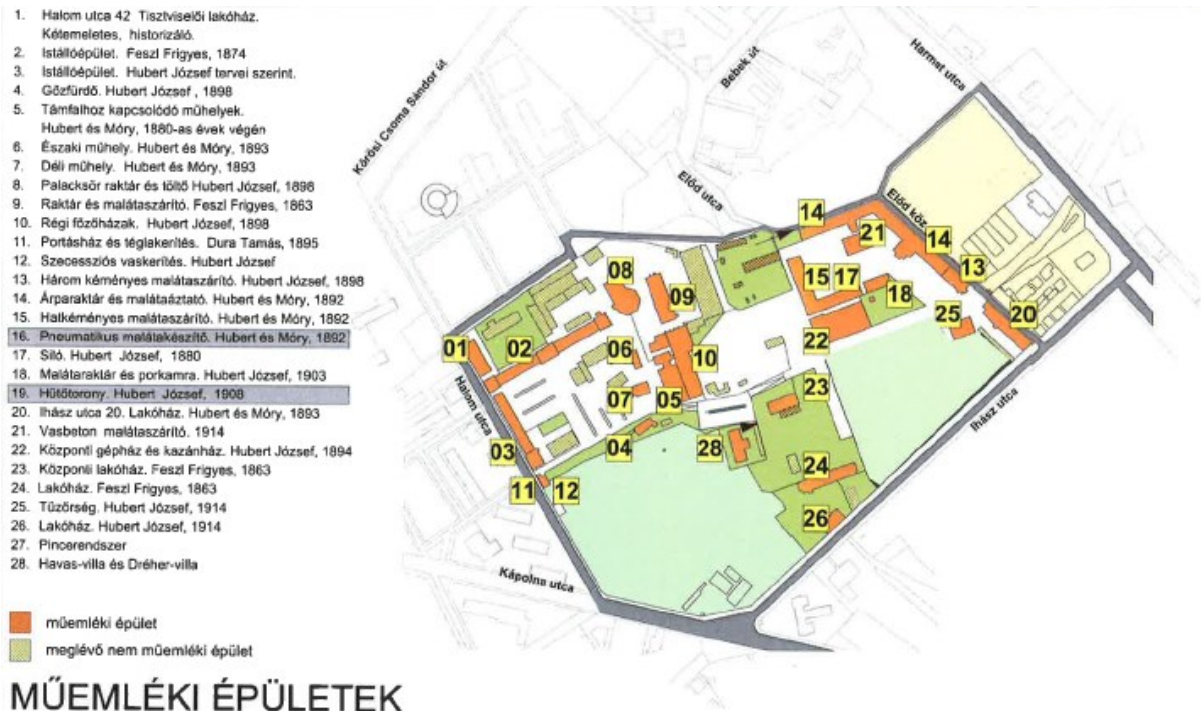 1. Halom utca 42 Tisztviselői lakóház.
Kétemeletes, historizáló.
2. Istállóépület. Feszl Frigyes, 1874
3. Istállóépület. Hubert József tervei szerint.
4. Gőzfürdő. Hubert József , 1898
5. Támfalhoz kapcsolódó műhelyek.
Hubert és Móry, 1880-as évek végén
6. Északi műhely. Hubert és Móry, 1893
7. Déli műhely. Hubert és Móry, 1893
8. Palacksör raktár és töltő Hubert József, 1898
9. Raktár és malátaszárító. Feszl Frigyes, 1863
10. Régi főzőházak. Hubert József, 1898
11. Portásház és téglakerítés. Dura Tamás, 1895
12. Szecessziós vaskerítés. Hubert József
13. Három kéményes malátaszárító. Hubert József, 1898
14. Árparaktár és malátaáztató. Hubert és Móry, 1892
15. Hatkéményes malátaszárító. Hubert és Móry, 1892
16. Pneumatikus malátakészítő. Hubert és Móry, 1892
17. Siló. Hubert József, 1880
18. Malátaraktár és porkamra. Hubert József, 1903
19. Hűtőtorony. Hubert József, 1908
20. Ihász utca 20. Lakóház. Hubert és Móry, 1893
21. Vasbeton malátaszárító. 1914
22. Központi gépház és kazánház. Hubert József, 1894
23. Központi lakóház. Feszl Frigyes, 1863
24. Lakóház. Feszl Frigyes, 1863
25. Tűzőrség. Hubert József, 1914
26. Lakóház. Hubert József, 1914
27. Pincerendszer
28. Havas-villa és Dréher-villa
műemléki épület
meglévő nem műemléki épület
MŰEMLÉKI ÉPÜLETEK
Kőrösi Csoma Sándor út
Bebek út
Harmat utca
Előd utca
Előd köz
14
21
14
13
08
15
17
09
18
20
25
01
02
06
22
10
07
05
23
Halom utca
Ihász utca
03
04
28
24
11
12
26
Kápolna utca